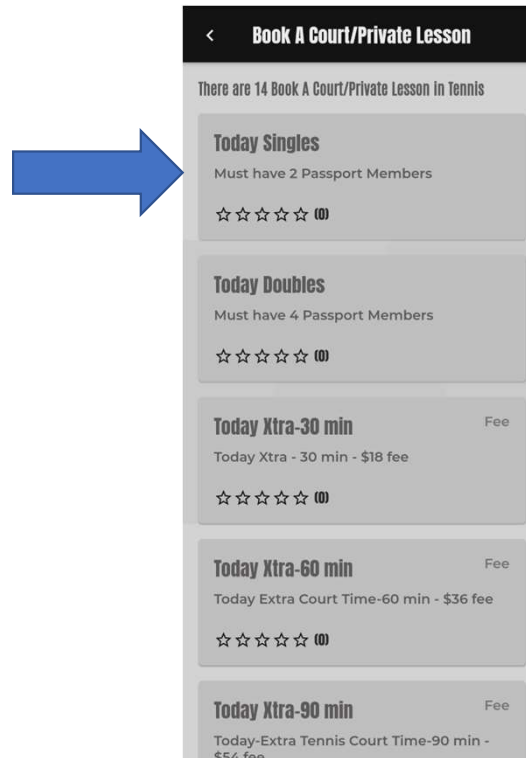 Book A Court/Private Lesson
There are 14 Book A Court/Private Lesson in Tennis
Today Singles
Must have 2 Passport Members
(0)
Today Doubles
Must have 4 Passport Members
(0)
Today Xtra-30 min
Fee
Today Xtra - 30 min - $18 fee
(0)
Today Xtra-60 min
Fee
Today Extra Court Time-60 min - $36 fee
(0)
Today Xtra-90 min
Fee
Today-Extra Tennis Court Time-90 min -
$54 fee